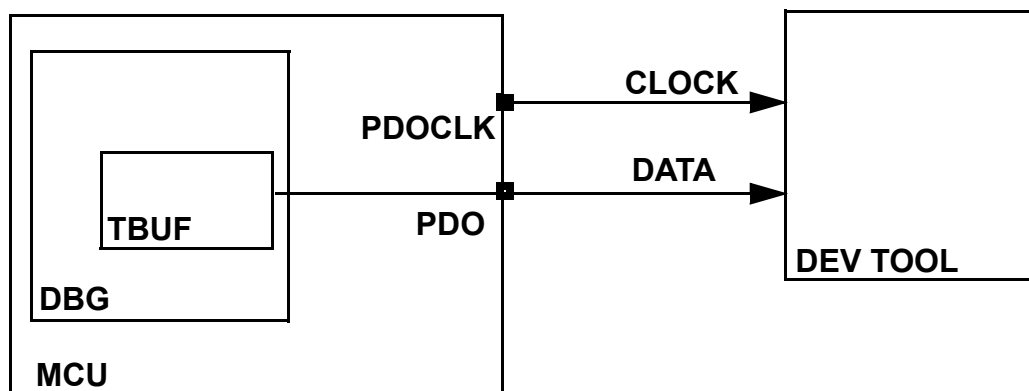 CLOCK
PDOCLK
DATA
TBUF
PDO
DEV TOOL
DBG
MCU